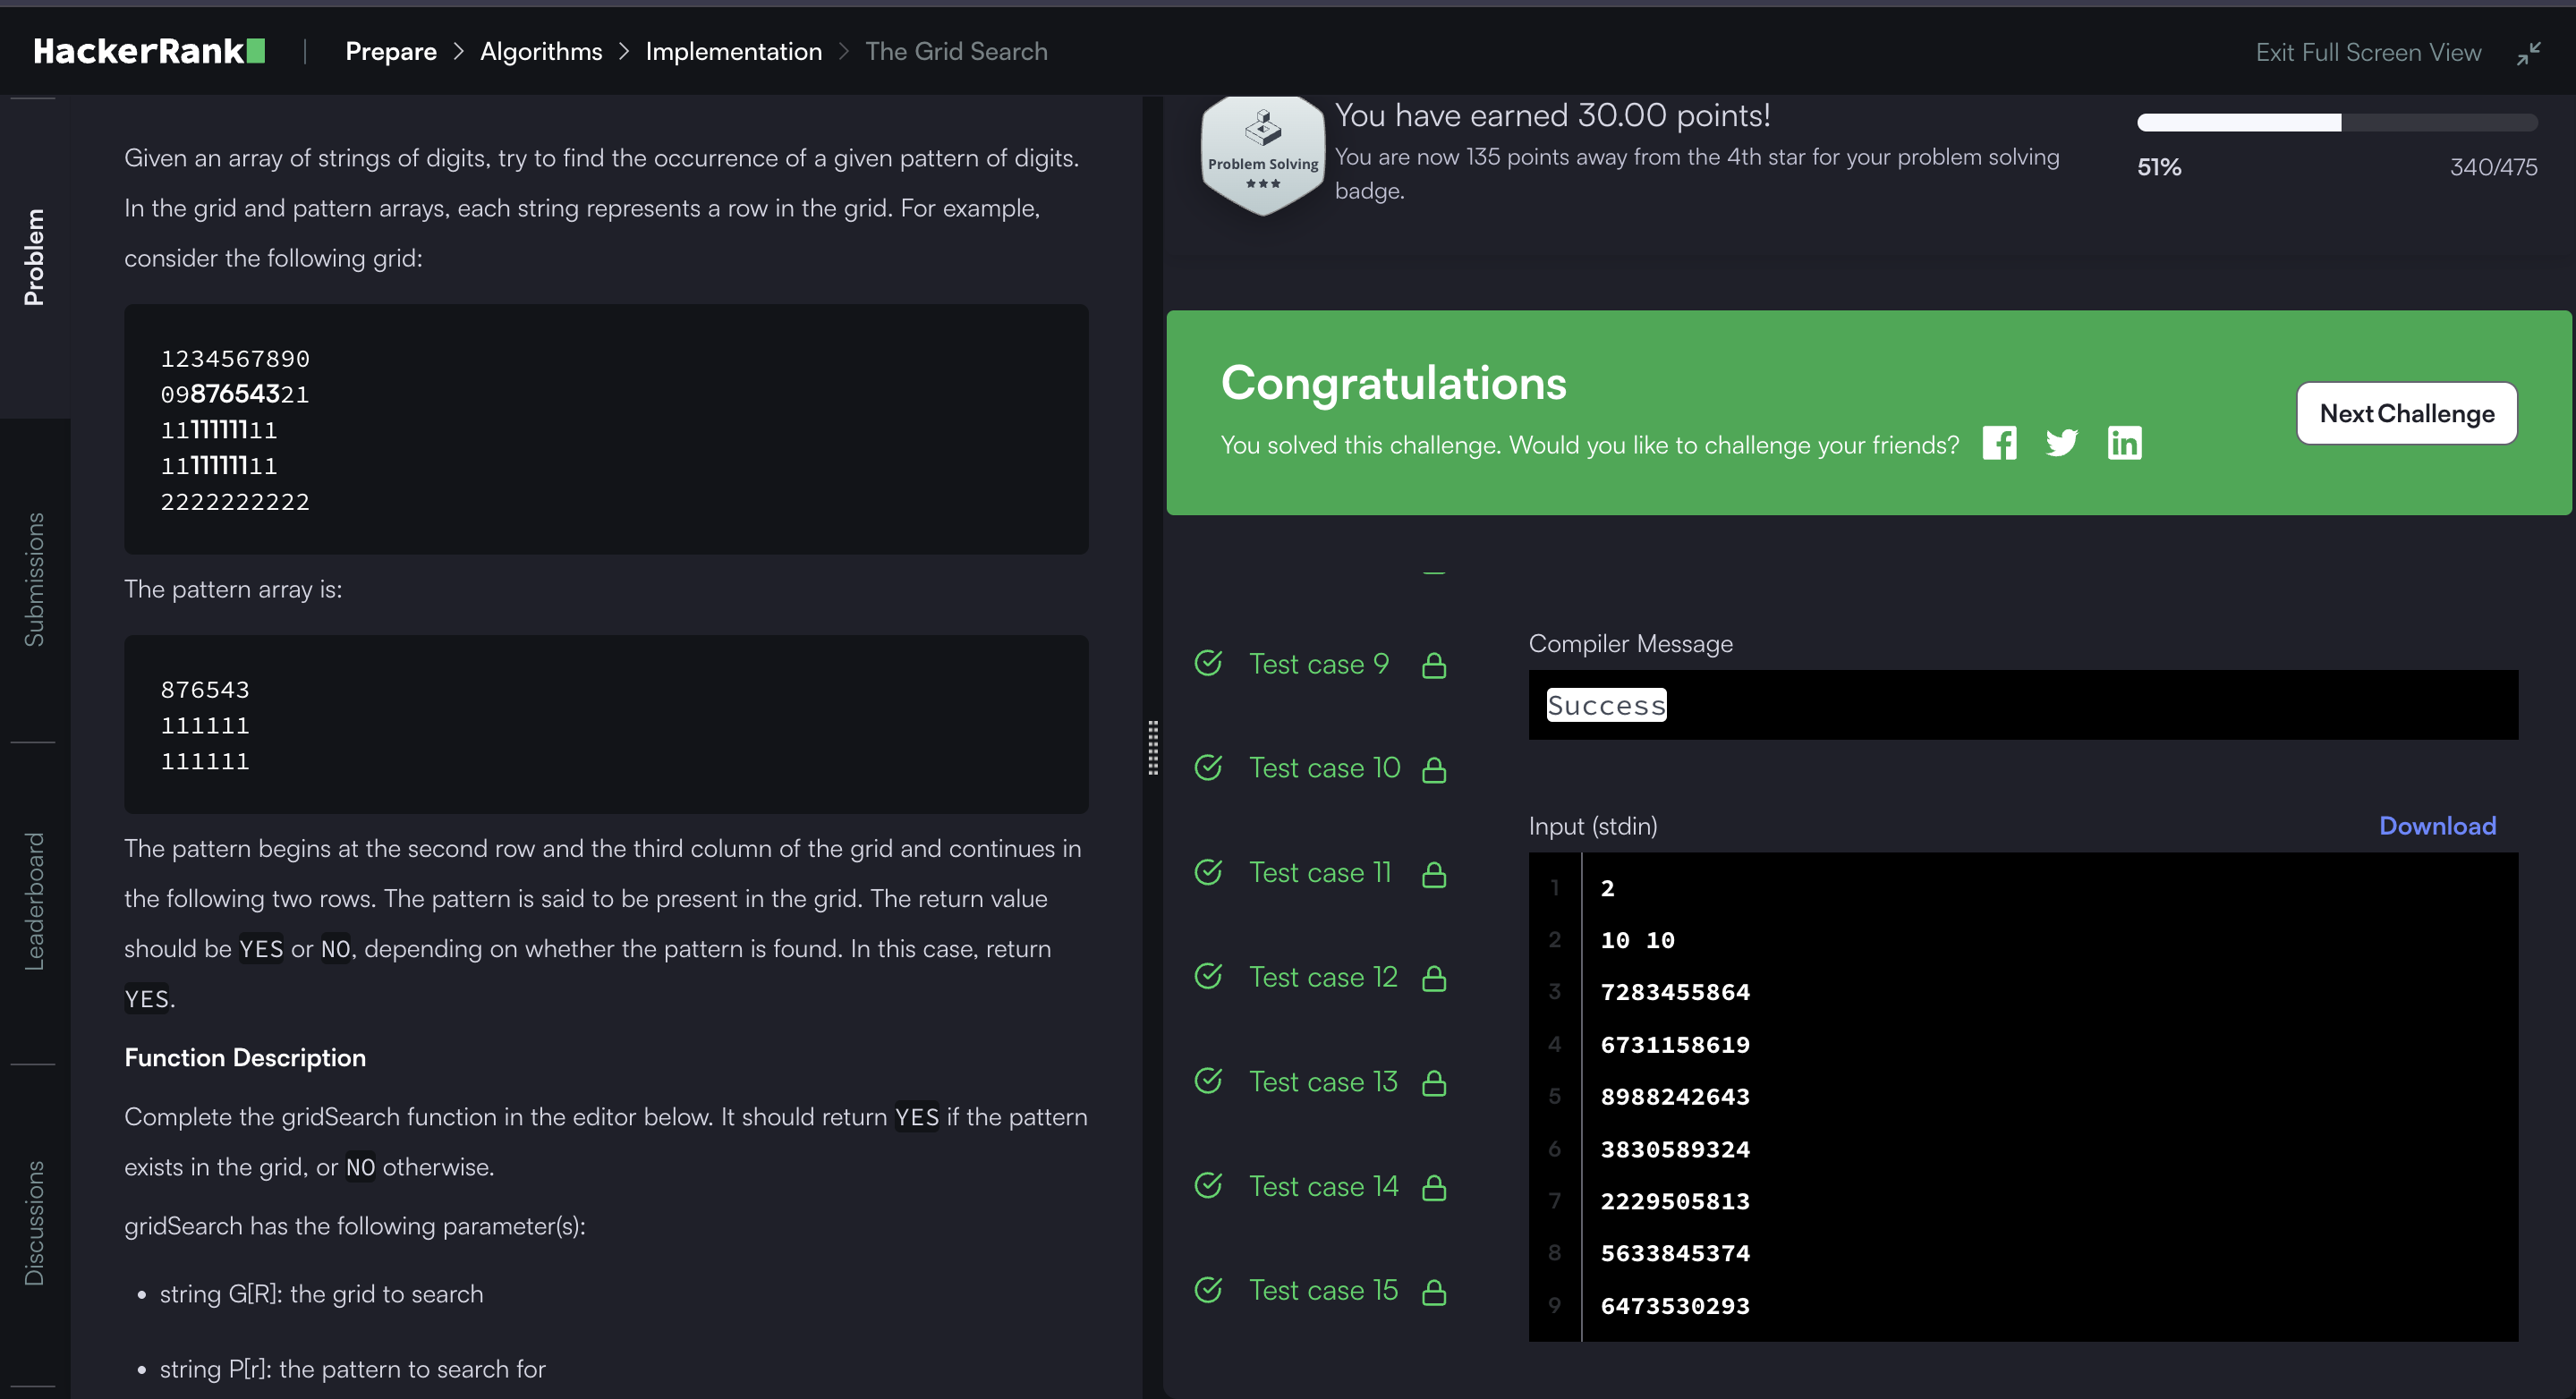 HackerRank
Prepare > Algorithms > Implementation > The Grid Search
Exit Full Screen View
Problem
Submissions
Leaderboard
Discussions
Given an array of strings of digits, try to find the occurrence of a given pattern of digits.
In the grid and pattern arrays, each string represents a row in the grid. For example,
consider the following grid:
1234567890
0987654321
1111111111
1111111111
2222222222
The pattern array is:
876543
111111
111111
The pattern begins at the second row and the third column of the grid and continues in
the following two rows. The pattern is said to be present in the grid. The return value
should be YES or NO, depending on whether the pattern is found. In this case, return
YES.
Function Description
Complete the gridSearch function in the editor below. It should return YES if the pattern
exists in the grid, or NO otherwise.
gridSearch has the following parameter(s):
• string G[R]: the grid to search
• string P[r]: the pattern to search for
Problem Solving
You have earned 30.00 points!
You are now 135 points away from the 4th star for your problem solving
badge.
51%
340/475
Congratulations
You solved this challenge. Would you like to challenge your friends?
Next Challenge
Test case 9
Test case 10
Test case 11
Test case 12
Test case 13
Test case 14
Test case 15
Compiler Message
Success
Input (stdin)
Download
1 2
2 10 10
3 7283455864
4 6731158619
5 8988242643
6 3830589324
7 2229505813
8 5633845374
9 6473530293